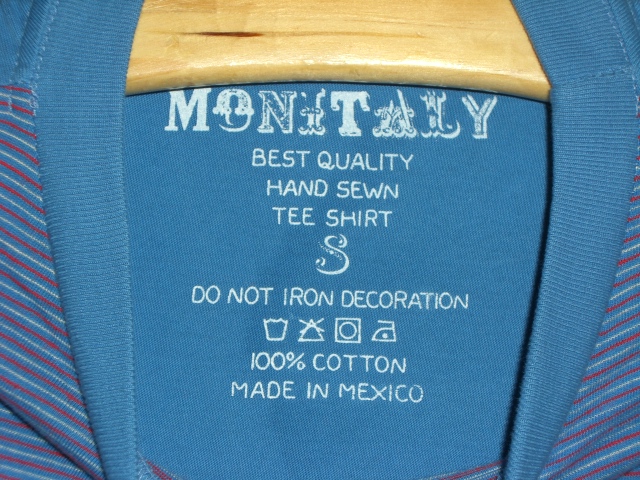 MONITALY
BEST QUALITY
HAND SEWN
TEE SHIRT
S
DO NOT IRON DECORATION
100% COTTON
MADE IN MEXICO